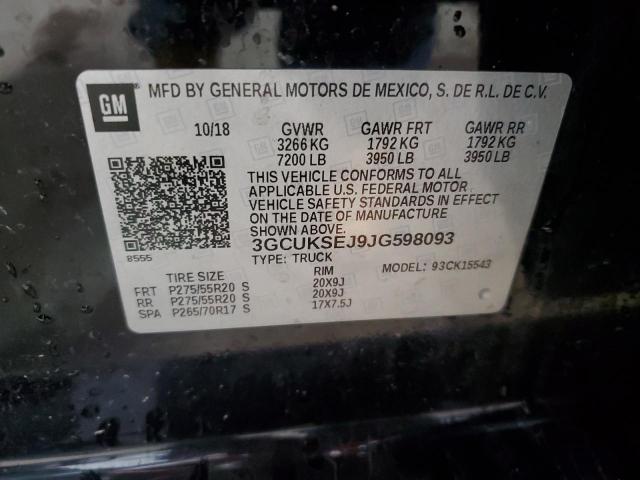 GM ® MFD BY GENERAL MOTORS DE MEXICO, S. DE R.L. DE C.V.
10/18 GVWR GAWR FRT GAWR RR
3266 KG 1792 KG 1792 KG
7200 LB 3950 LB 3950 LB
THIS VEHICLE CONFORMS TO ALL
APPLICABLE U.S. FEDERAL MOTOR
VEHICLE SAFETY STANDARDS IN EFFECT
ON THE DATE OF MANUFACTURE
SHOWN ABOVE.
3GCUKSEJ9JG598093
8555 TYPE: TRUCK MODEL: 93CK15543
TIRE SIZE RIM
FRT P275/55R20 S 20X9J
RR P275/55R20 S 20X9J
SPA P265/70R17 S 17X7.5J